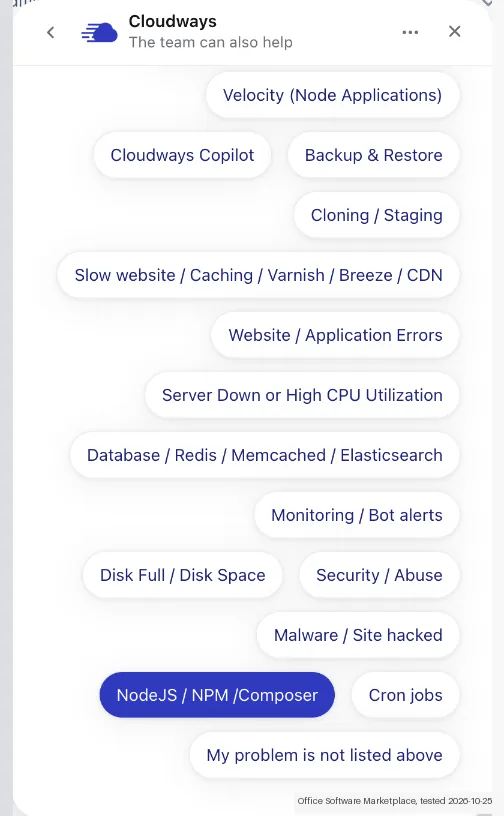 Cloudways
The team can also help
Velocity (Node Applications)
Cloudways Copilot
Backup & Restore
Cloning / Staging
Slow website / Caching / Varnish / Breeze / CDN
Website / Application Errors
Server Down or High CPU Utilization
Database / Redis / Memcached / Elasticsearch
Monitoring / Bot alerts
Disk Full / Disk Space
Security / Abuse
Malware / Site hacked
NodeJS / NPM /Composer
Cron jobs
My problem is not listed above
Office Software Marketplace, tested 2026-10-25